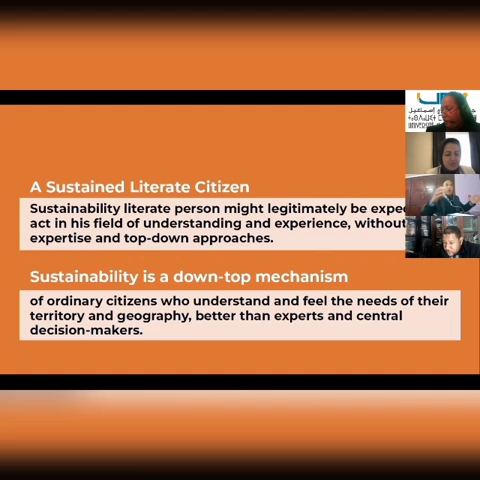 A Sustained Literate Citizen
Sustainability literate person might legitimately be
act in his field of understanding and experience, without
expertise and top-down approaches.
Sustainability is a down-top mechanism
of ordinary citizens who understand and feel the needs of their
territory and geography, better than experts and central
decision-makers.